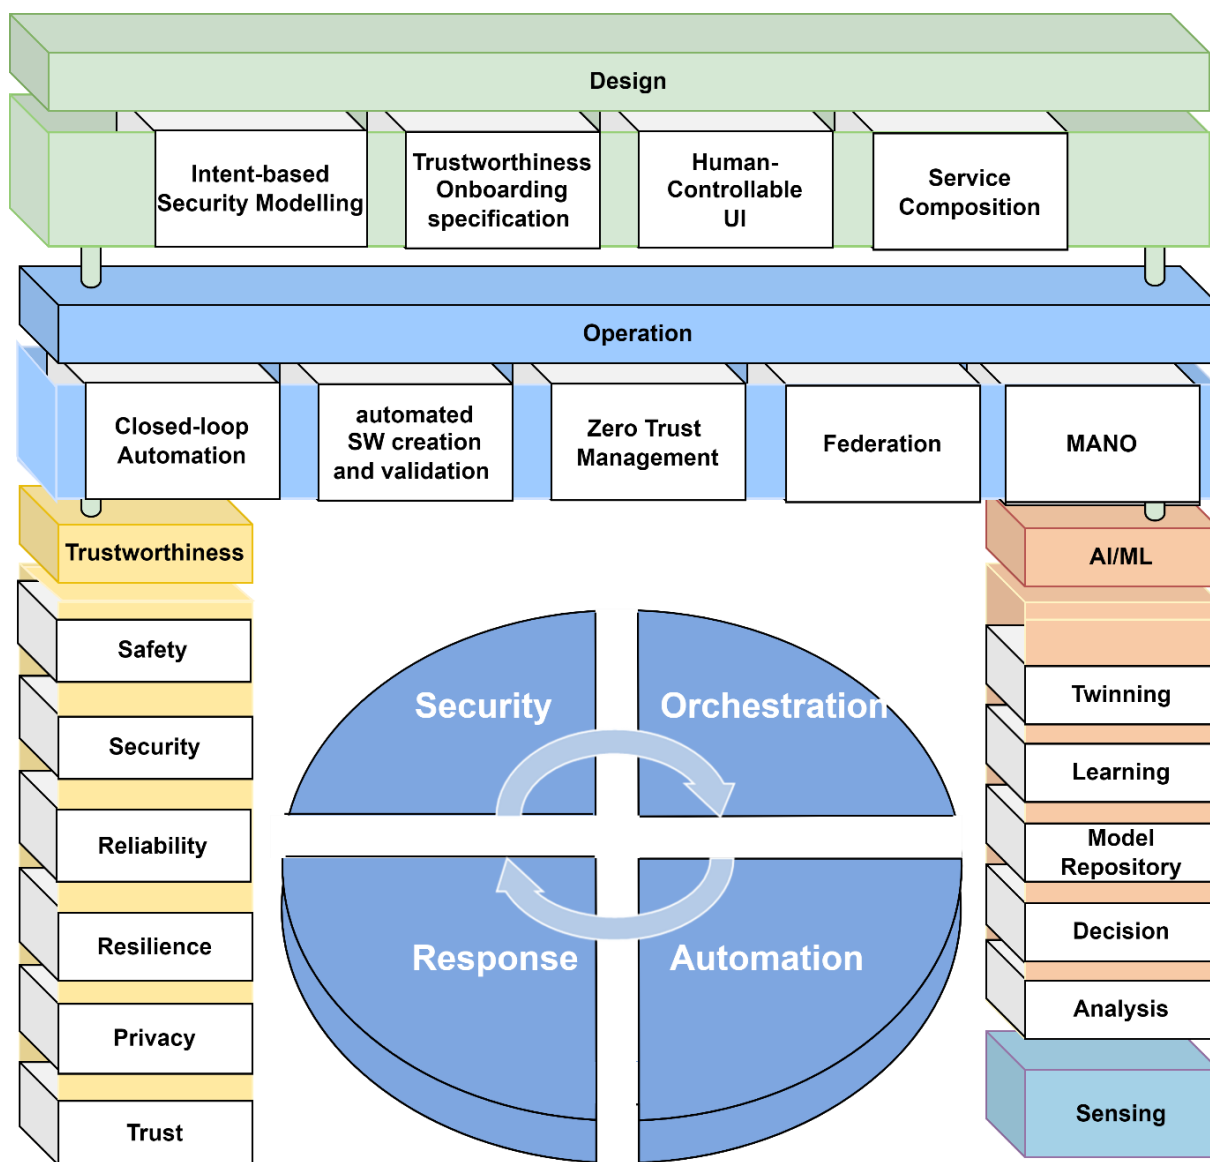 Design
Intent-based
Security Modelling
Trustworthiness
Onboarding
specification
Human-
Controllable
UI
Service
Composition
Operation
Closed-loop
Automation
automated
SW creation
and validation
Zero Trust
Management
Federation
MANO
Trustworthiness
Safety
Security
Reliability
Resilience
Privacy
Trust
Security
Orchestration
Response
Automation
AI/ML
Twinning
Learning
Model
Repository
Decision
Analysis
Sensing